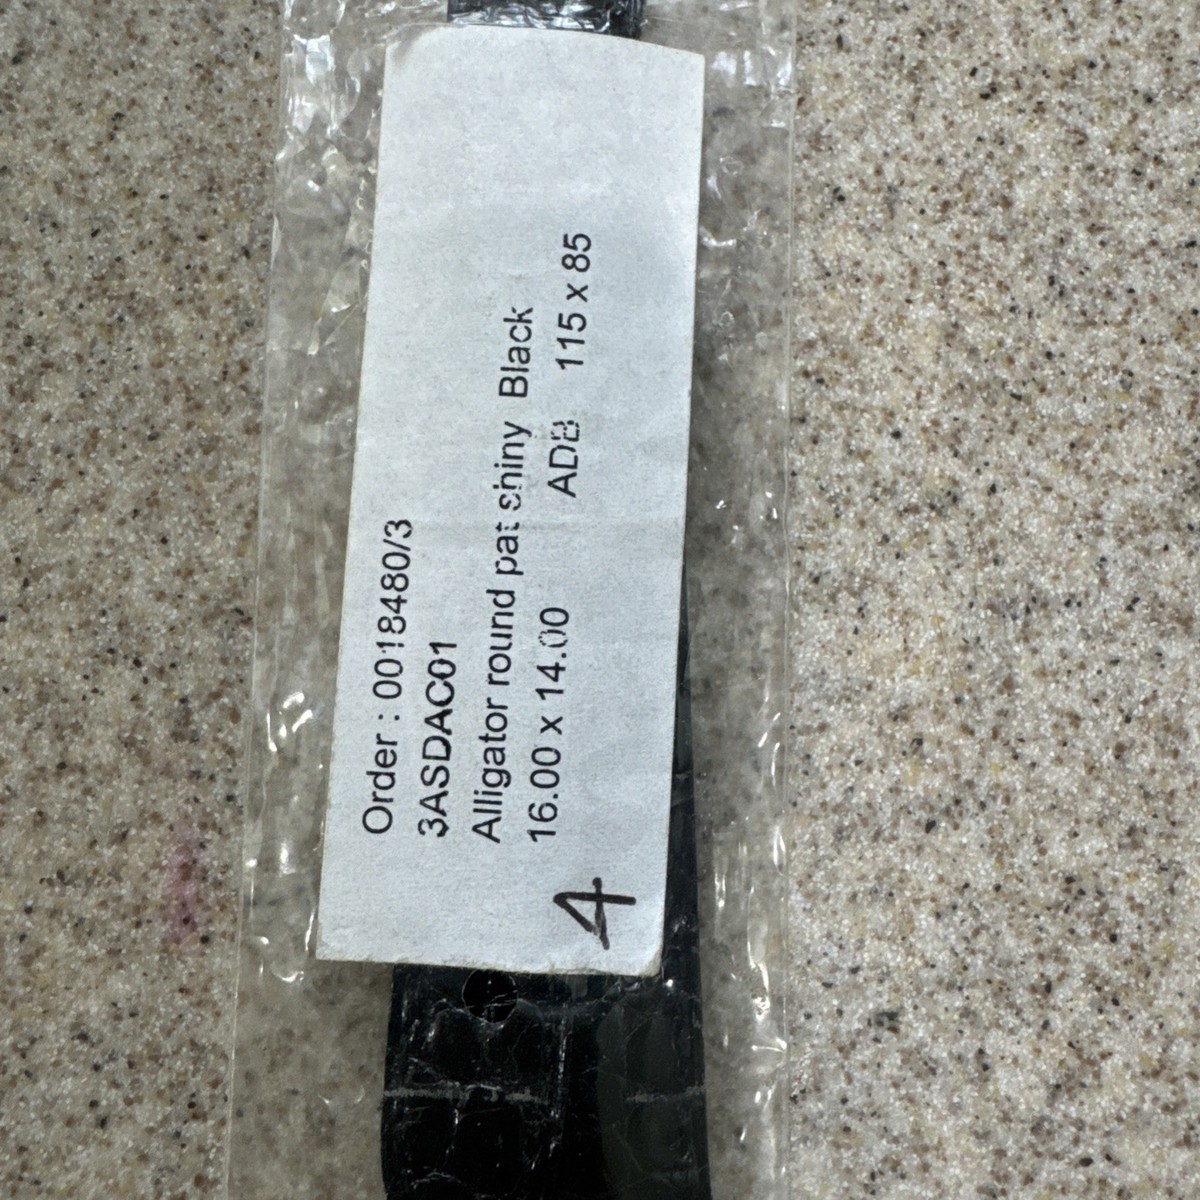 Order : 0018480/3
3ASDAC01
Alligator round pat shiny Black
16.00 x 14.00 ADB 115 x 85
4